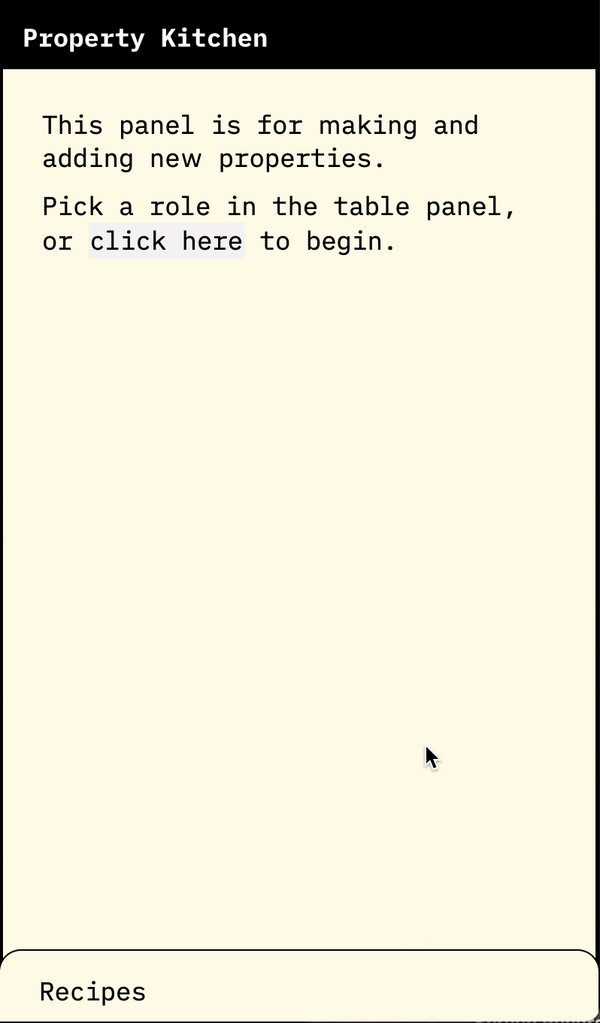 Property Kitchen
This panel is for making and
adding new properties.
Pick a role in the table panel,
or click here to begin.
Recipes